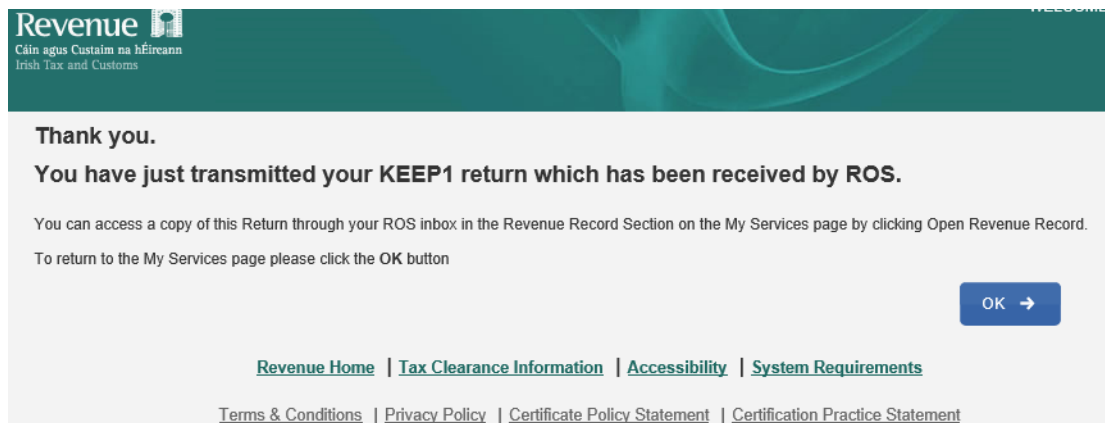 WELCOME
Revenue
Cáin agus Custaim na hÉireann
Irish Tax and Customs
Thank you.
You have just transmitted your KEEP1 return which has been received by ROS.
You can access a copy of this Return through your ROS inbox in the Revenue Record Section on the My Services page by clicking Open Revenue Record.
To return to the My Services page please click the OK button
OK →
Revenue Home | Tax Clearance Information | Accessibility | System Requirements
Terms & Conditions | Privacy Policy | Certificate Policy Statement | Certification Practice Statement